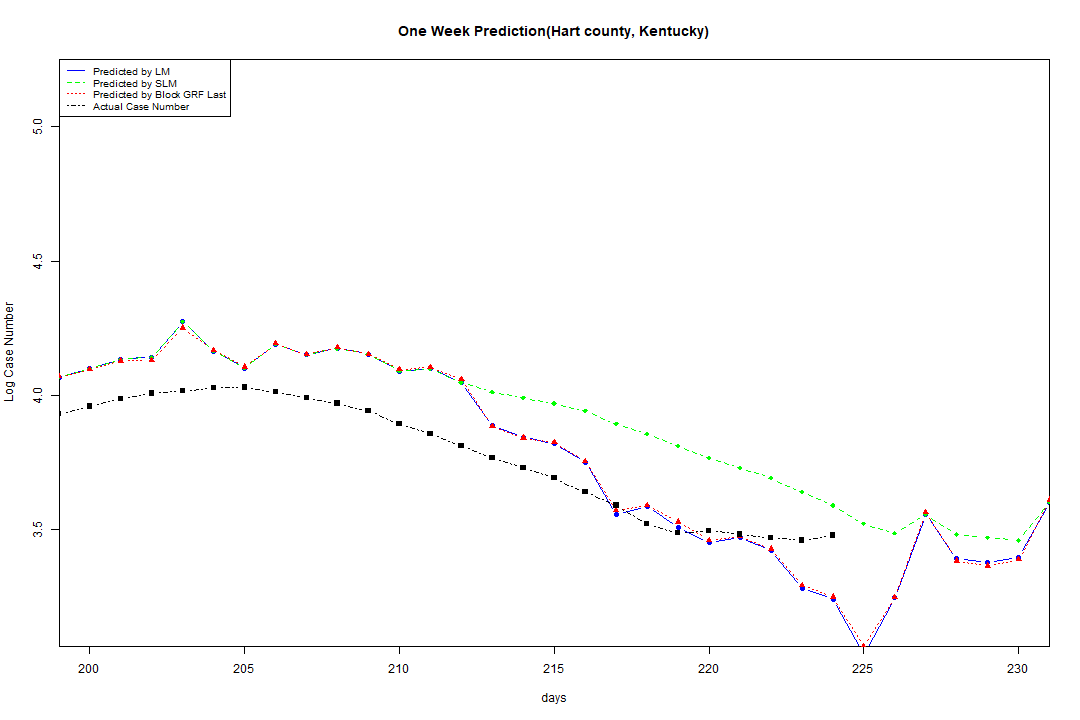 One Week Prediction(Hart county, Kentucky)
Predicted by LM
Predicted by SLM
Predicted by Block GRF Last
Actual Case Number
5.0
4.5
4.0
3.5
Log Case Number
200 205 210 215 220 225 230
days